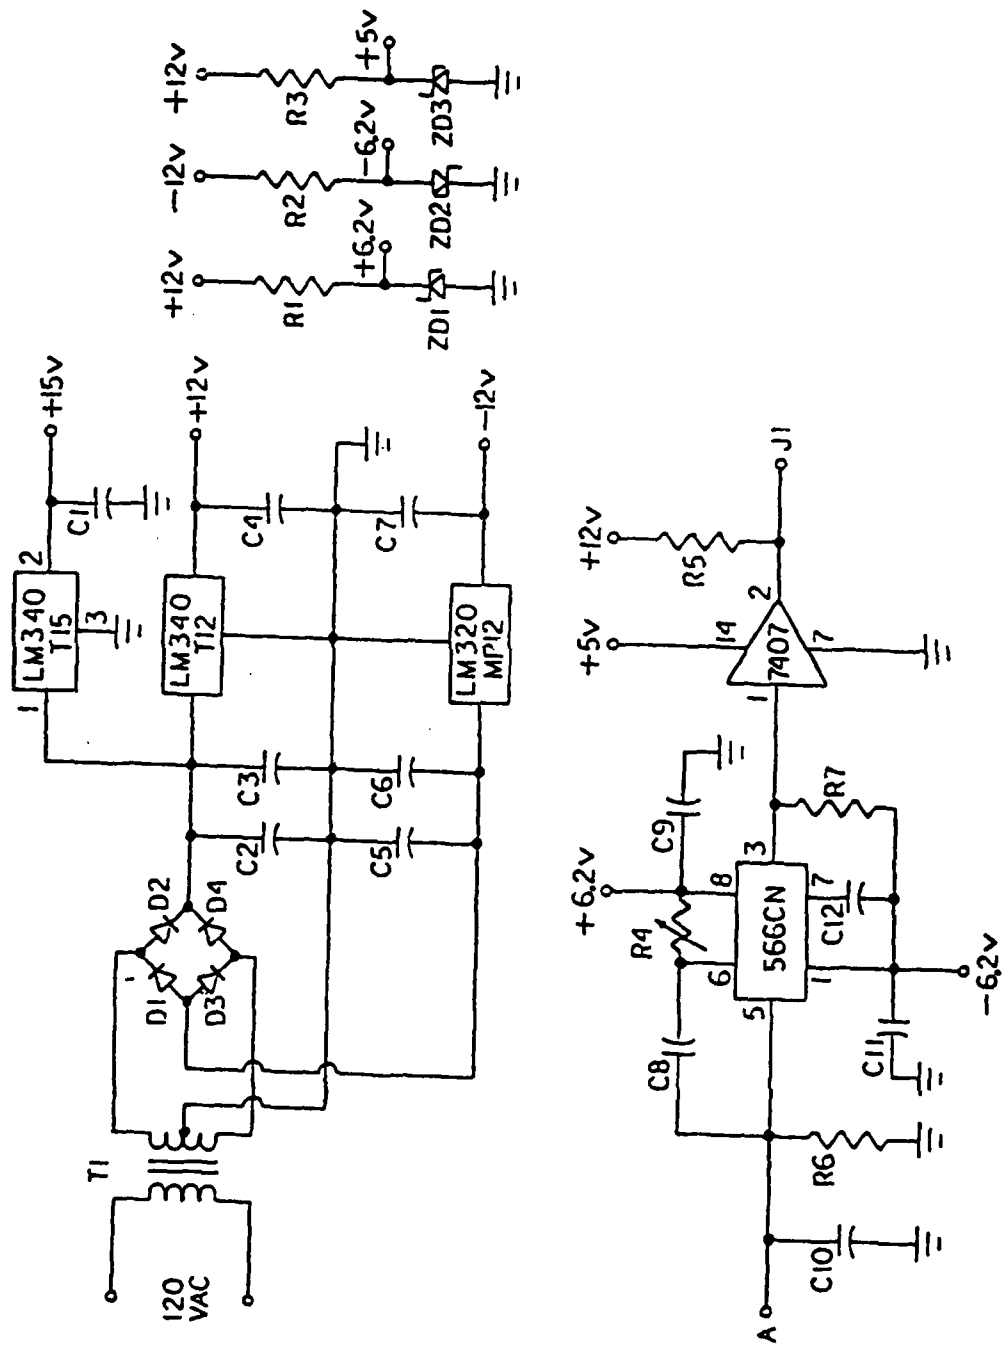 T1
120
VAC
D1
D2
D3
D4
1
LM340
T15
2
3
C1
+15v
LM340
T12
+12v
C2
C3
C4
C5
C6
C7
LM320
MP12
-12v
+12v
R1
+6.2v
ZD1
-12v
R2
-6.2v
ZD2
+12v
R3
+5v
ZD3
A
C10
R6
C8
5
6
R4
+6.2v
8
C9
566CN
1
7
3
C12
C11
-6.2v
R7
1
7407
14
+5v
7
2
R5
+12v
J1